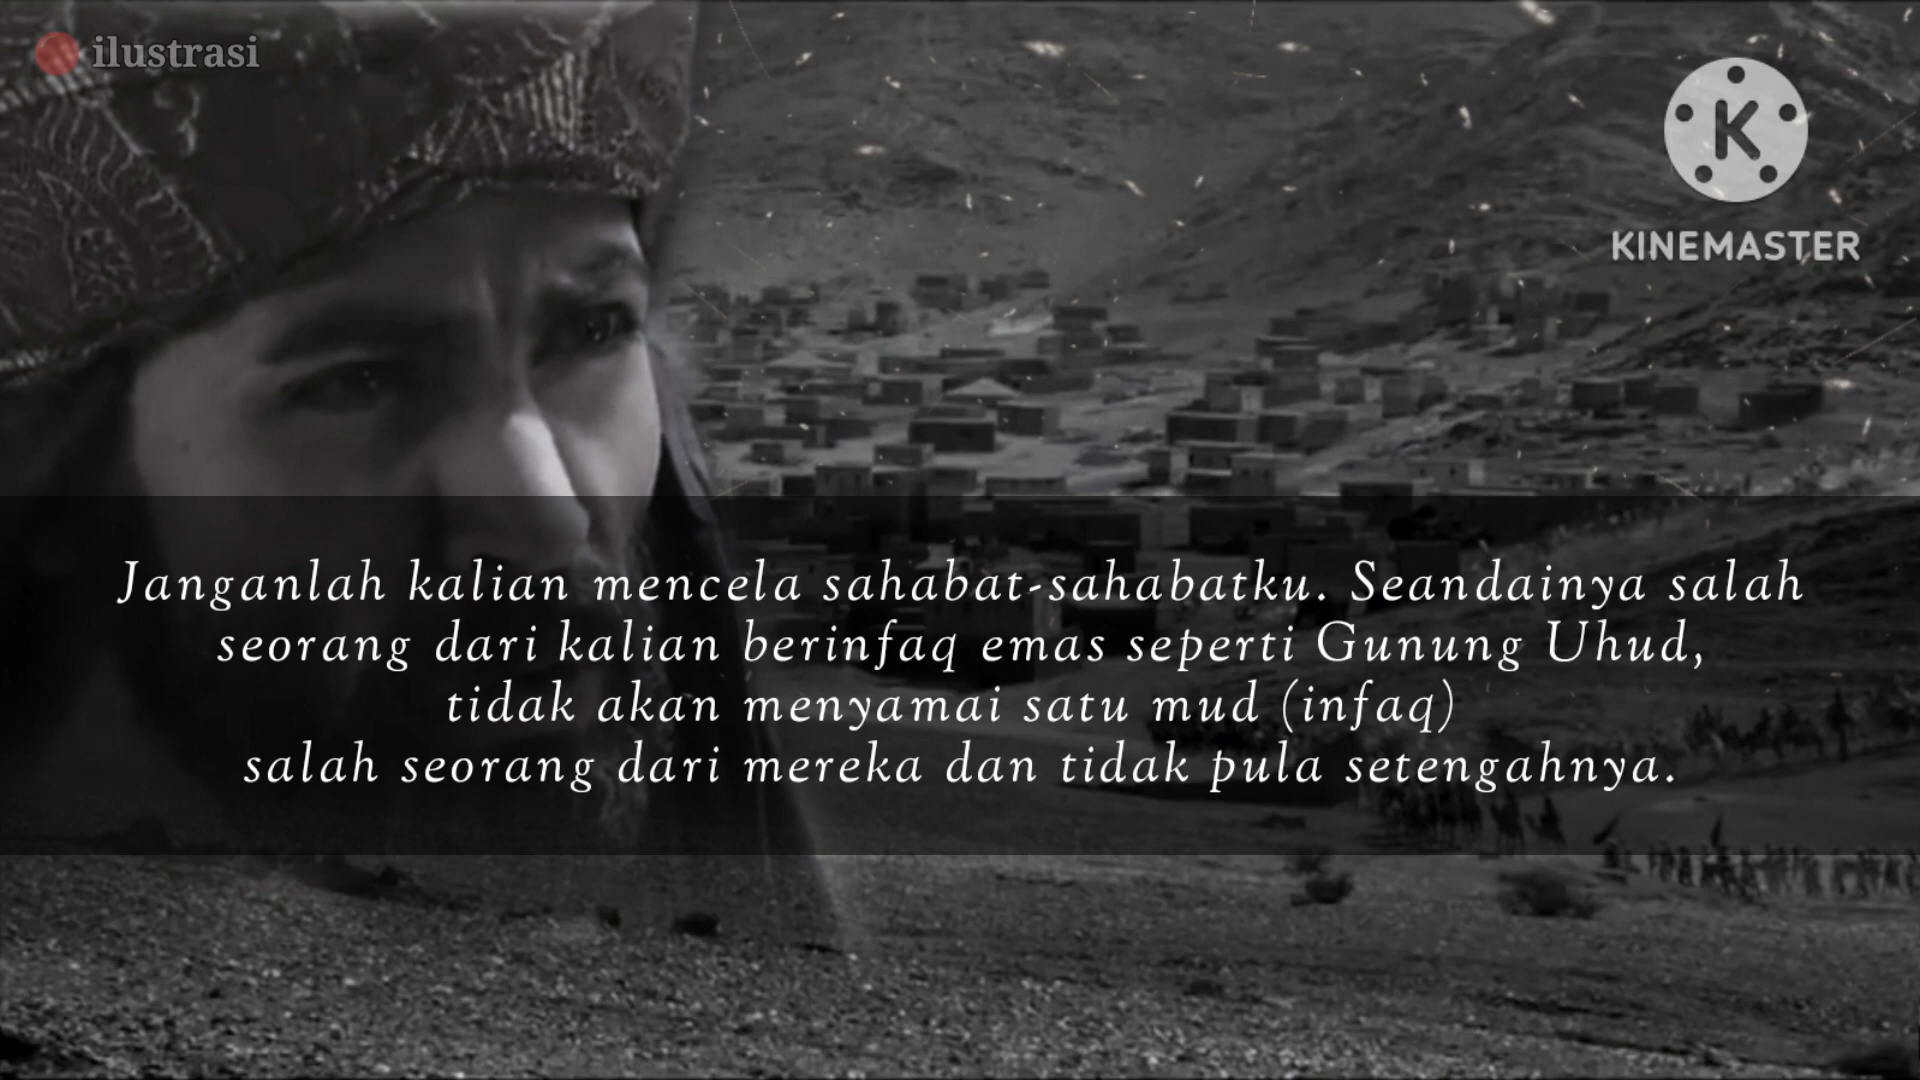 ilustrasi
K
KINEMASTER
Janganlah kalian mencela sahabat-sahabatku. Seandainya salah
seorang dari kalian berinfaq emas seperti Gunung Uhud,
tidak akan menyamai satu mud (infaq)
salah seorang dari mereka dan tidak pula setengahnya.